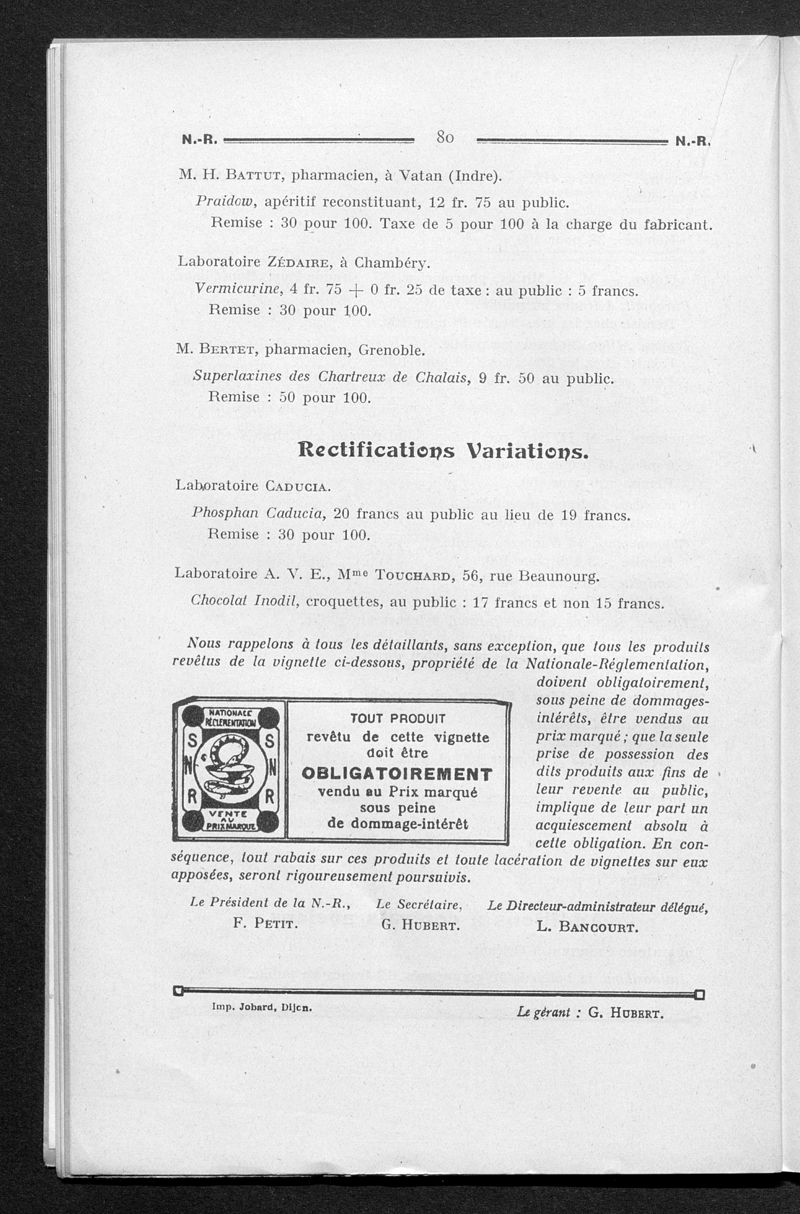 N.-R. 80 N.-R.
M. H. BATTUT, pharmacien, à Vatan (Indre).
Praidow, apéritif reconstituant, 12 fr. 75 au public.
Remise : 30 pour 100. Taxe de 5 pour 100 à la charge du fabricant.
Laboratoire ZÉDAIRE, à Chambéry.
Vermicurine, 4 fr. 75 + 0 fr. 25 de taxe : au public : 5 francs.
Remise : 30 pour 100.
M. BERTET, pharmacien, Grenoble.
Superlaxines des Chartreux de Chalais, 9 fr. 50 au public.
Remise : 50 pour 100.
Rectifications Variations.
Laboratoire CADUCIA.
Phosphan Caducia, 20 francs au public au lieu de 19 francs.
Remise : 30 pour 100.
Laboratoire A. V. E., Mme TOUCHARD, 56, rue Beaunourg.
Chocolat Inodil, croquettes, au public : 17 francs et non 15 francs.
Nous rappelons à tous les détaillants, sans exception, que tous les produits
revêtus de la vignette ci-dessous, propriété de la Nationale-Réglementation,
doivent obligatoirement,
sous peine de dommages-
intérêts, être vendus au
prix marqué ; que la seule
prise de possession des
dits produits aux fins de
leur revente au public,
implique de leur part un
acquiescement absolu à
cette obligation. En con-
séquence, tout rabais sur ces produits et toute lacération de vignettes sur eux
apposées, seront rigoureusement poursuivis.
NATIONALE
RÉGLEMENTATION
S S
N N
R R
VENTE
AU
PRIX MARQUÉ
TOUT PRODUIT
revêtu de cette vignette
doit être
OBLIGATOIREMENT
vendu au Prix marqué
sous peine
de dommage-intérêt
Le Président de la N.-R., Le Secrétaire, Le Directeur-administrateur délégué,
F. PETIT. G. HUBERT. L. BANCOURT.
Imp. Jobard, Dijon. Le gérant : G. HUBERT.